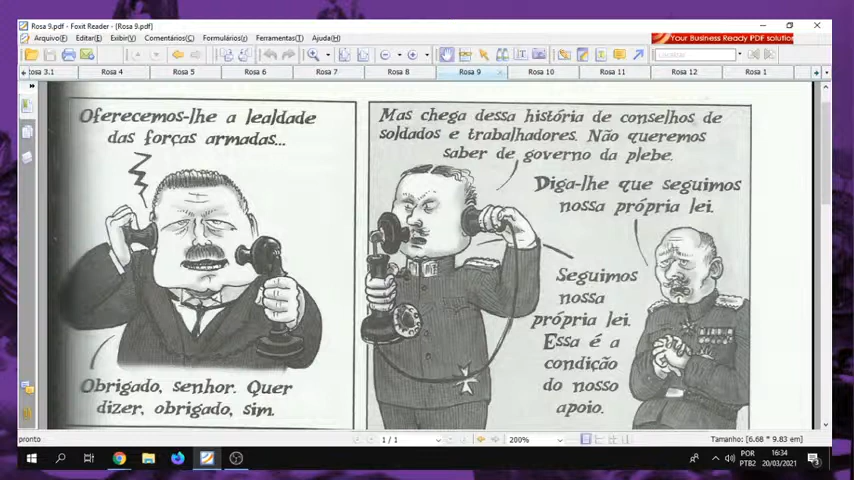 Rosa 9.pdf - Foxit Reader - [Rosa 9.pdf]
Arquivo(F) Editar(E) Exibir(V) Comentários(C) Formulários(J) Ferramentas(T) Ajuda(H)
Your Business Ready PDF solution
Rosa 4 Rosa 5 Rosa 6 Rosa 7 Rosa 8 Rosa 9 Rosa 10 Rosa 11 Rosa 12 Rosa 1
Oferecemos-lhe a lealdade
das forças armadas...
Obrigado, senhor. Quer
dizer, obrigado, sim.
Mas chega dessa história de conselhos de
soldados e trabalhadores. Não queremos
saber de governo da plebe.
Diga-lhe que seguimos
nossa própria lei.
Seguimos
nossa
própria lei.
Essa é a
condição
do nosso
apoio.
pronto
1 / 1
200%
Tamanho: [6.68 * 9.83 em]
POR
PTB2
16:34
20/03/2021